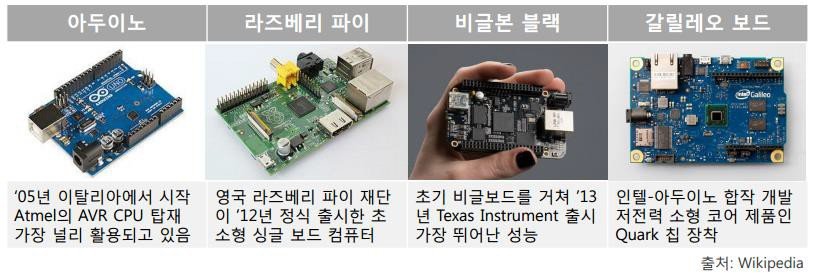 아두이노
라즈베리 파이
비글본 블랙
갈릴레오 보드
UNO
ARDUINO
intel Galileo
‘05년 이탈리아에서 시작
Atmel의 AVR CPU 탑재
가장 널리 활용되고 있음
영국 라즈베리 파이 재단
이 ’12년 정식 출시한 초
소형 싱글 보드 컴퓨터
초기 비글보드를 거쳐 ’13
년 Texas Instrument 출시
가장 뛰어난 성능
인텔-아두이노 합작 개발
저전력 소형 코어 제품인
Quark 칩 장착
출처: Wikipedia